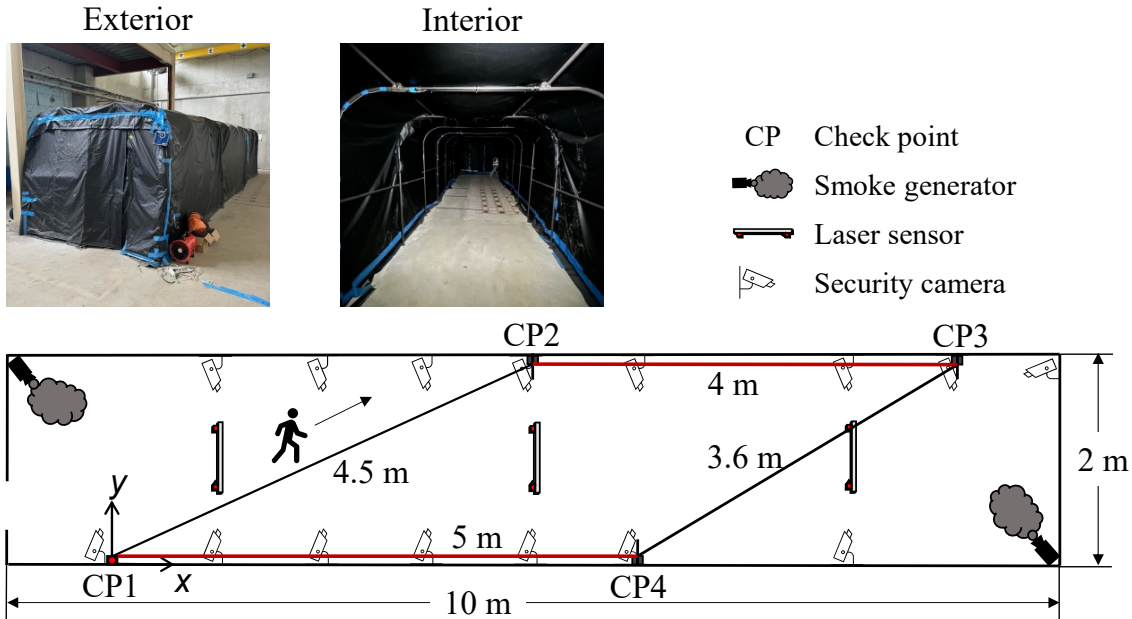 Exterior
Interior
CP Check point
Smoke generator
Laser sensor
Security camera
CP2
CP3
4 m
4.5 m
3.6 m
2 m
y
5 m
CP1
x
CP4
10 m